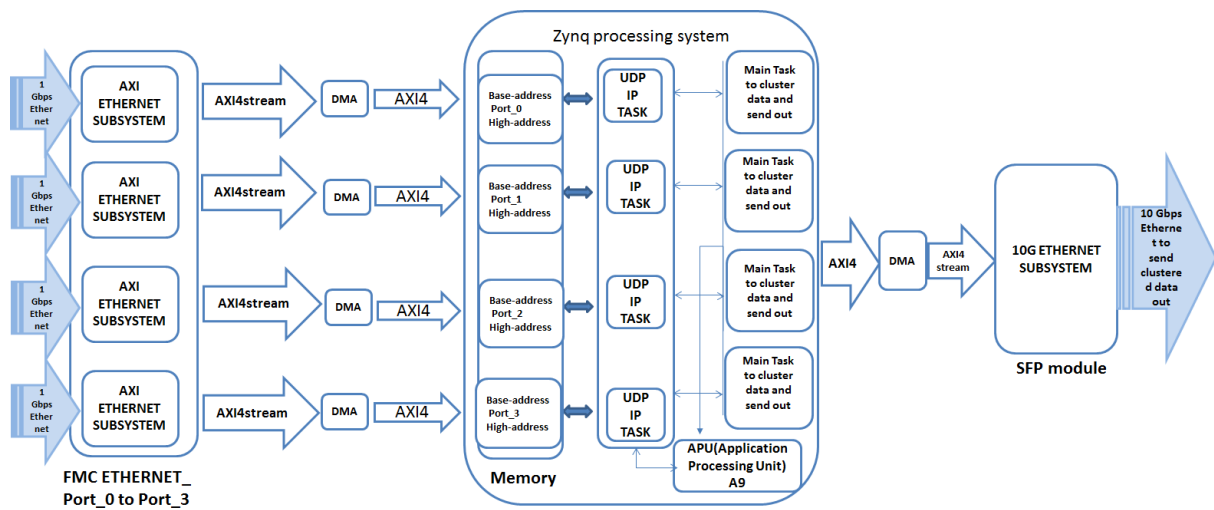 Zynq processing system
1
Gbps
Ether
net
AXI
ETHERNET
SUBSYSTEM
AXI4stream
DMA
AXI4
Base-address
Port_0
High-address
UDP
IP
TASK
Main Task
to cluster
data and
send out
1
Gbps
Ether
net
AXI
ETHERNET
SUBSYSTEM
AXI4stream
DMA
AXI4
Base-address
Port_1
High-address
UDP
IP
TASK
Main Task
to cluster
data and
send out
1
Gbps
Ether
net
AXI
ETHERNET
SUBSYSTEM
AXI4stream
DMA
AXI4
Base-address
Port_2
High-address
UDP
IP
TASK
Main Task
to cluster
data and
send out
1
Gbps
Ether
net
AXI
ETHERNET
SUBSYSTEM
AXI4stream
DMA
AXI4
Base-address
Port_3
High-address
UDP
IP
TASK
Main Task
to cluster
data and
send out
AXI4
DMA
AXI4
stream
10G ETHERNET
SUBSYSTEM
10 Gbps
Etherne
t to
send
clustere
d data
out
SFP module
APU(Application
Processing Unit)
A9
Memory
FMC ETHERNET_
Port_0 to Port_3